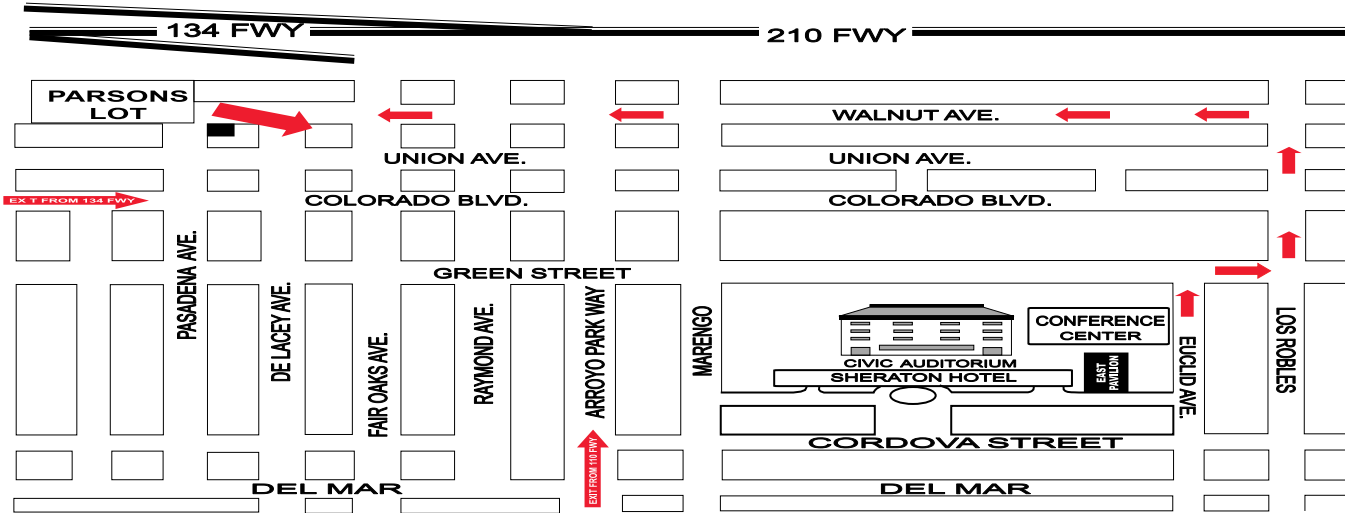 134 FWY
210 FWY
PARSONS
LOT
WALNUT AVE.
UNION AVE.
UNION AVE.
EX T FROM 134 FWY
COLORADO BLVD.
COLORADO BLVD.
PASADENA AVE.
GREEN STREET
DE LACEY AVE.
FAIR OAKS AVE.
RAYMOND AVE.
ARROYO PARK WAY
MARENGO
CONFERENCE
CENTER
CIVIC AUDITORIUM
SHERATON HOTEL
EAST
PAVILION
EUCLID AVE.
LOS ROBLES
CORDOVA STREET
EXIT FROM 110 FWY
DEL MAR
DEL MAR